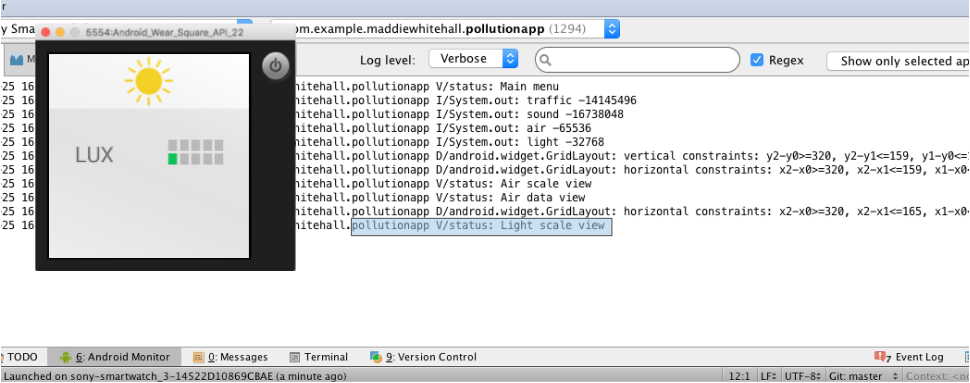 r
y Sma
5554:Android_Wear_Square_API_22
om.example.maddiewhitehall.pollutionapp (1294)
M
Log level: Verbose Regex Show only selected ap
-25 16 hitehall.pollutionapp V/status: Main menu
-25 16 hitehall.pollutionapp I/System.out: traffic -14145496
-25 16 hitehall.pollutionapp I/System.out: sound -16738048
-25 16 hitehall.pollutionapp I/System.out: air -65536
-25 16 hitehall.pollutionapp I/System.out: light -32768
-25 16 hitehall.pollutionapp D/android.widget.GridLayout: vertical constraints: y2-y0>=320, y2-y1<=159, y1-y0<=
-25 16 hitehall.pollutionapp D/android.widget.GridLayout: horizontal constraints: x2-x0>=320, x2-x1<=159, x1-x0<
-25 16 hitehall.pollutionapp V/status: Air scale view
-25 16 hitehall.pollutionapp V/status: Air data view
-25 16 hitehall.pollutionapp D/android.widget.GridLayout: horizontal constraints: x2-x0>=320, x2-x1<=165, x1-x0<
-25 16 hitehall.pollutionapp V/status: Light scale view
LUX
TODO 6: Android Monitor 0: Messages Terminal 9: Version Control 7 Event Log
Launched on sony-smartwatch_3-14522D10869CBAE (a minute ago) 12:1 LF÷ UTF-8÷ Git: master ÷ Context: <no